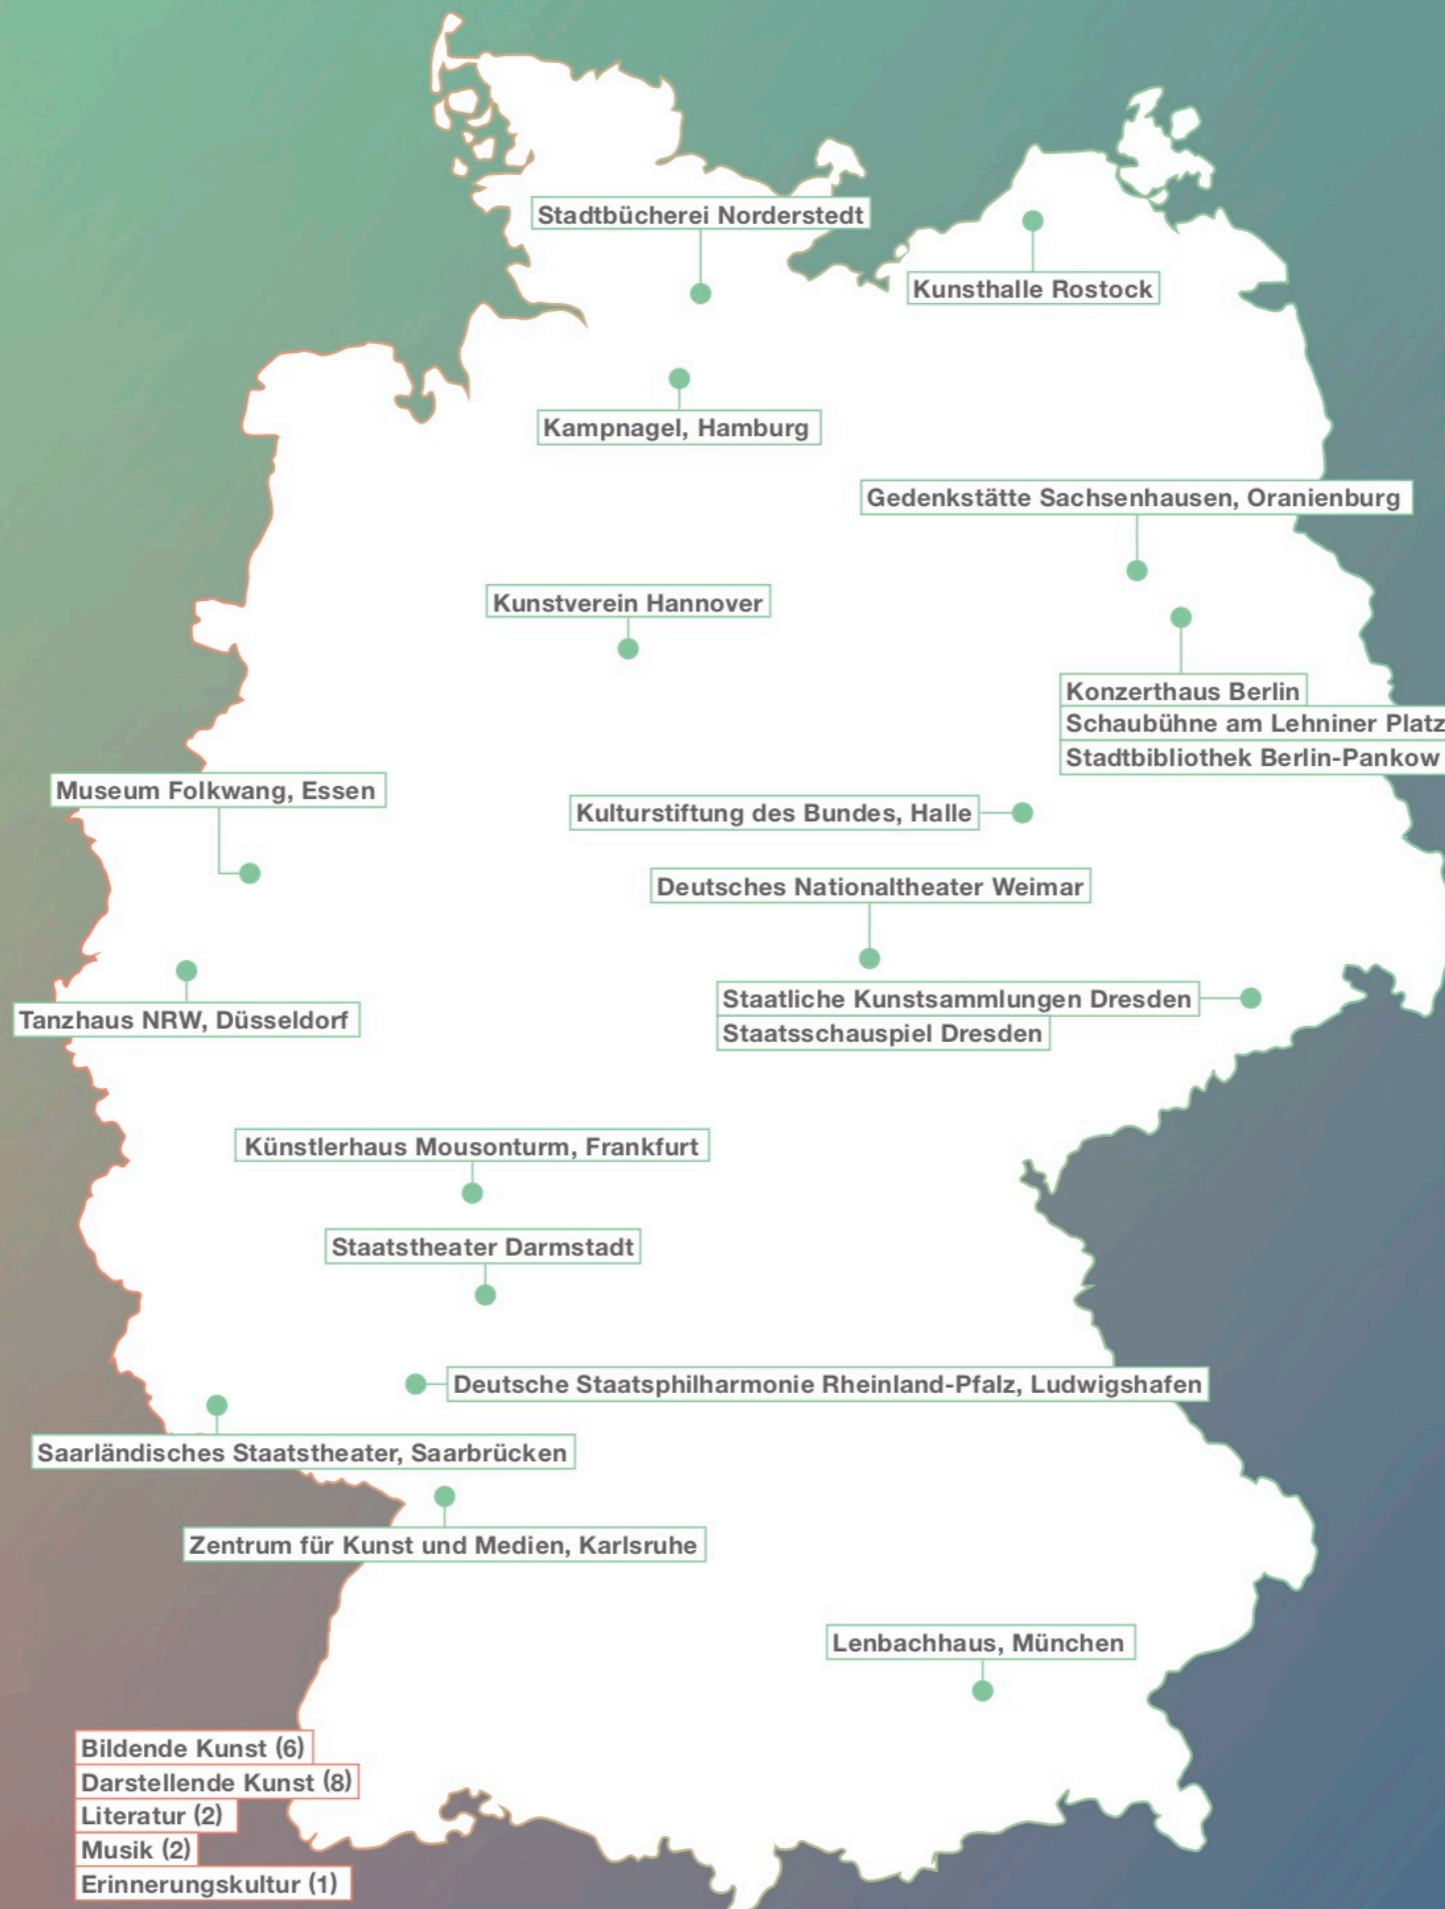 Stadtbücherei Norderstedt
Kunsthalle Rostock
Kampnagel, Hamburg
Gedenkstätte Sachsenhausen, Oranienburg
Kunstverein Hannover
Konzerthaus Berlin
Schaubühne am Lehniner Platz
Stadtbibliothek Berlin-Pankow
Museum Folkwang, Essen
Kulturstiftung des Bundes, Halle
Deutsches Nationaltheater Weimar
Staatliche Kunstsammlungen Dresden
Staatsschauspiel Dresden
Tanzhaus NRW, Düsseldorf
Künstlerhaus Mousonturm, Frankfurt
Staatstheater Darmstadt
Deutsche Staatsphilharmonie Rheinland-Pfalz, Ludwigshafen
Saarländisches Staatstheater, Saarbrücken
Zentrum für Kunst und Medien, Karlsruhe
Lenbachhaus, München
Bildende Kunst (6)
Darstellende Kunst (8)
Literatur (2)
Musik (2)
Erinnerungskultur (1)